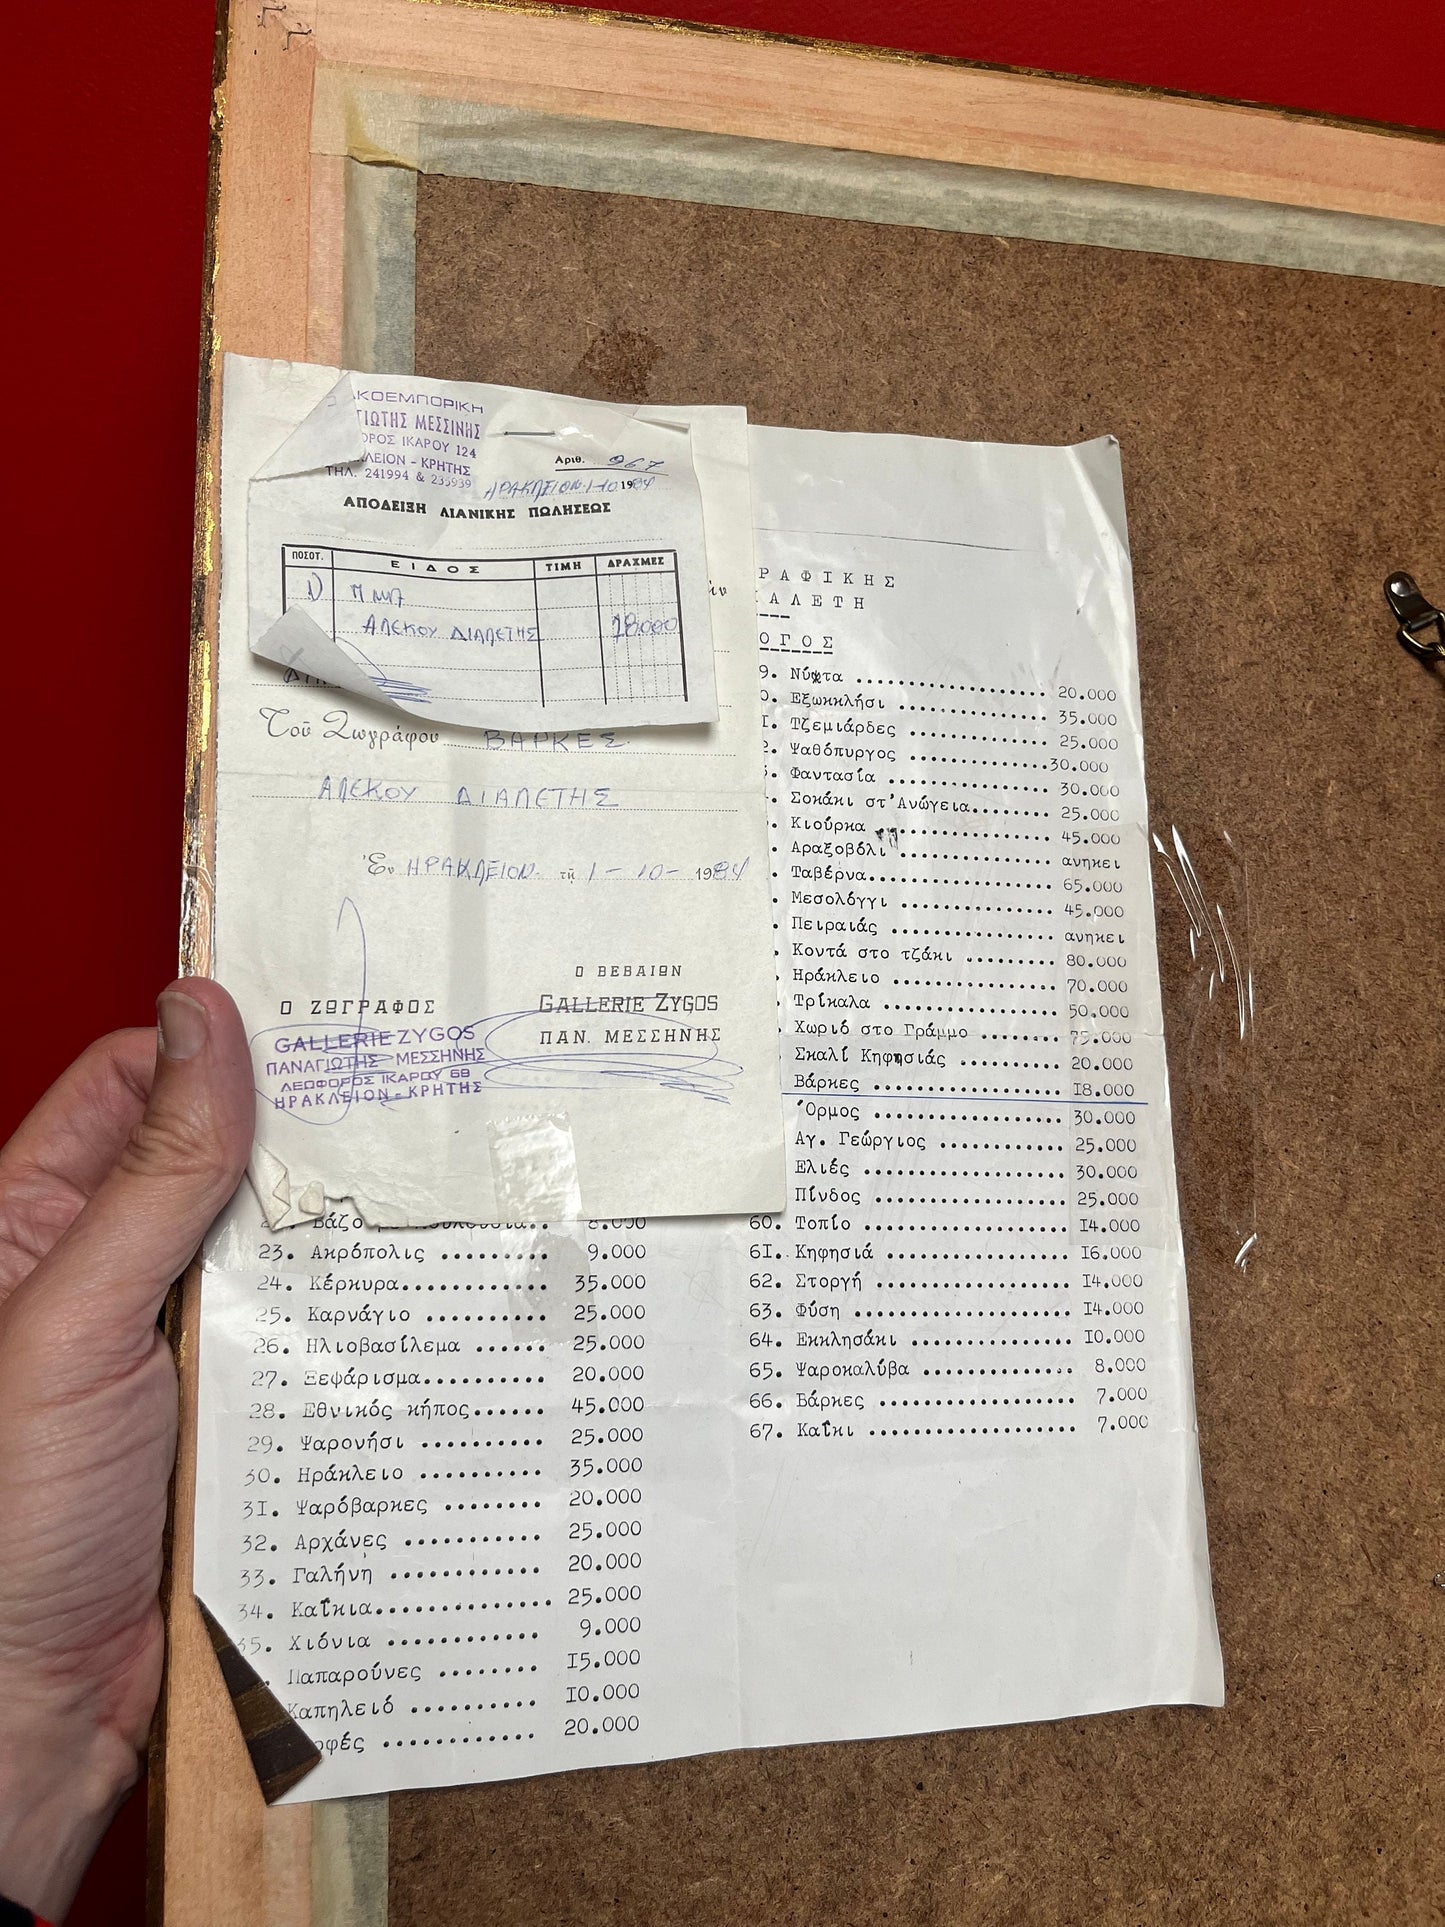 ΚΟΕΜΠΟΡΙΚΗ
ΓΙΩΤΗΣ ΜΕΣΣΙΝΗΣ
ΟΡΟΣ ΙΚΑΡΟΥ 124
ΛΕΙΟΝ - ΚΡΗΤΗΣ
ΤΗΛ. 241994 & 235939
Αριθ. 967
ΗΡΑΚΛΕΙΟΝ 1-10 1984
ΑΠΟΔΕΙΞΗ ΛΙΑΝΙΚΗΣ ΠΩΛΗΣΕΩΣ
ΠΟΣΟΤ. ΕΙΔΟΣ ΤΙΜΗ ΔΡΑΧΜΕΣ
ΑΛΕΚΟΥ ΔΙΑΛΕΤΗΣ 18000
Τοῦ Ζωγράφου ΒΑΡΚΕΣ
ΑΛΕΚΟΥ ΔΙΑΛΕΤΗΣ
Ἐν ΗΡΑΚΛΕΙΟΝ τῇ 1-10-1984
Ο ΖΩΓΡΑΦΟΣ
GALLERIE ZYGOS
ΠΑΝΑΓΙΩΤΗΣ ΜΕΣΣΗΝΗΣ
ΛΕΩΦΟΡΟΣ ΙΚΑΡΟΥ 68
ΗΡΑΚΛΕΙΟΝ - ΚΡΗΤΗΣ
Ο ΒΕΒΑΙΩΝ
GALLERIE ZYGOS
ΠΑΝ. ΜΕΣΣΗΝΗΣ
ΡΑΦΙΚΗΣ
ΑΛΕΤΗ
ΟΓΟΣ
8.000
23. Ακρόπολις ......... 9.000
24. Κέρκυρα............ 35.000
25. Καρνάγιο .......... 25.000
26. Ηλιοβασίλεμα ...... 25.000
27. Ξεψάρισμα.......... 20.000
28. Εθνικός κήπος...... 45.000
29. Ψαρονήσι .......... 25.000
30. Ηράκλειο .......... 35.000
31. Ψαρόβαρκες ........ 20.000
32. Αρχάνες ........... 25.000
33. Γαλήνη ............ 20.000
34. Καΐκια............. 25.000
35. Χιόνια ............ 9.000
Παπαρούνες ........ 15.000
Καπηλειό .......... 10.000
ρφές ............ 20.000
9. Νύχτα ................ 20.000
0. Εξωκκλήσι ............ 35.000
1. Τζεμιάρδες ........... 25.000
2. Ψαθόπυργος ...........30.000
Φαντασία ............. 30.000
Σοκάκι στ'Ανώγεια..... 25.000
Κιούρκα .............. 45.000
Αραξοβόλι ............ ανηκει
Ταβέρνα............... 65.000
Μεσολόγγι ............ 45.000
Πειραιάς ............. ανηκει
Κοντά στο τζάκι ...... 80.000
Ηράκλειο ............. 70.000
Τρίκαλα .............. 50.000
Χωριό στο Γράμμο ..... 75.000
Σκαλί Κηφησιάς ....... 20.000
Βάρκες ............... 18.000
Όρμος ................ 30.000
Αγ. Γεώργιος ......... 25.000
Ελιές ................ 30.000
Πίνδος ............... 25.000
60. Τοπίο ................ 14.000
61. Κηφησιά .............. 16.000
62. Στοργή ............... 14.000
63. Φύση ................. 14.000
64. Εκκλησάκι ............ 10.000
65. Ψαροκαλύβα ........... 8.000
66. Βάρκες ............... 7.000
67. Καΐκι ................ 7.000